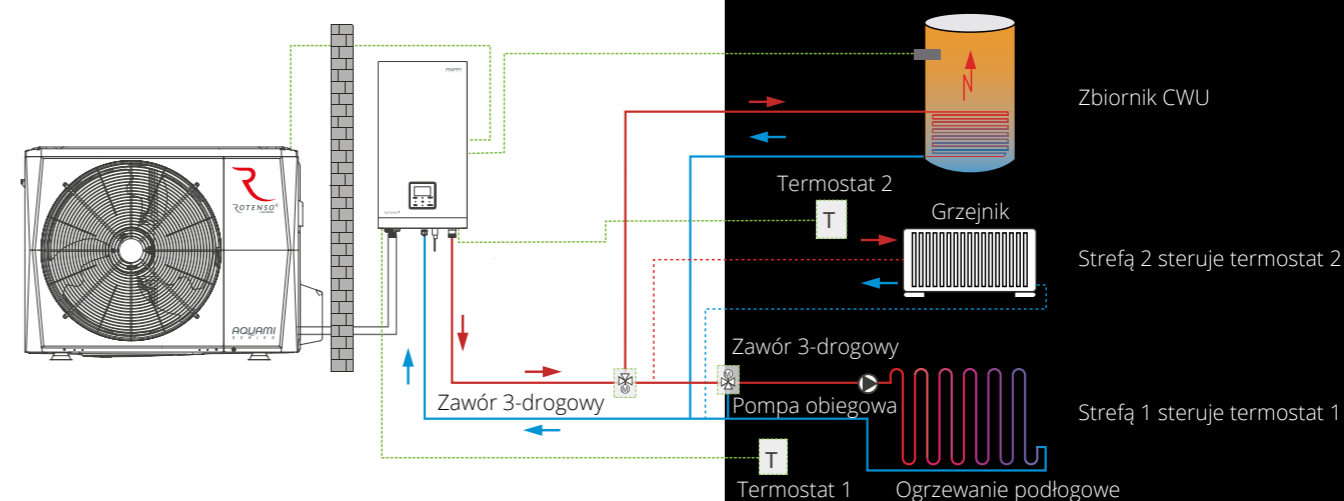 Zbiornik CWU
Termostat 2
T
Grzejnik
Strefą 2 steruje termostat 2
ROTENSO
AQUAMI
SERIES
Zawór 3-drogowy
M
M
Zawór 3-drogowy
Pompa obiegowa
Strefą 1 steruje termostat 1
T
Termostat 1
Ogrzewanie podłogowe